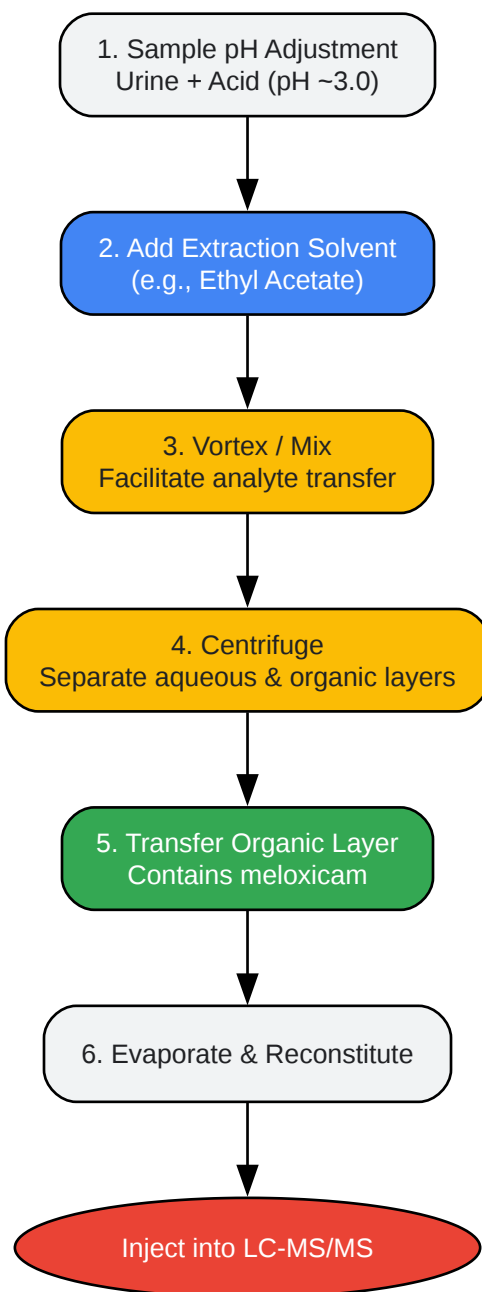 1. Sample pH Adjustment
Urine + Acid (pH ~3.0)
2. Add Extraction Solvent
(e.g., Ethyl Acetate)
3. Vortex / Mix
Facilitate analyte transfer
4. Centrifuge
Separate aqueous & organic layers
5. Transfer Organic Layer
Contains meloxicam
6. Evaporate & Reconstitute
Inject into LC-MS/MS